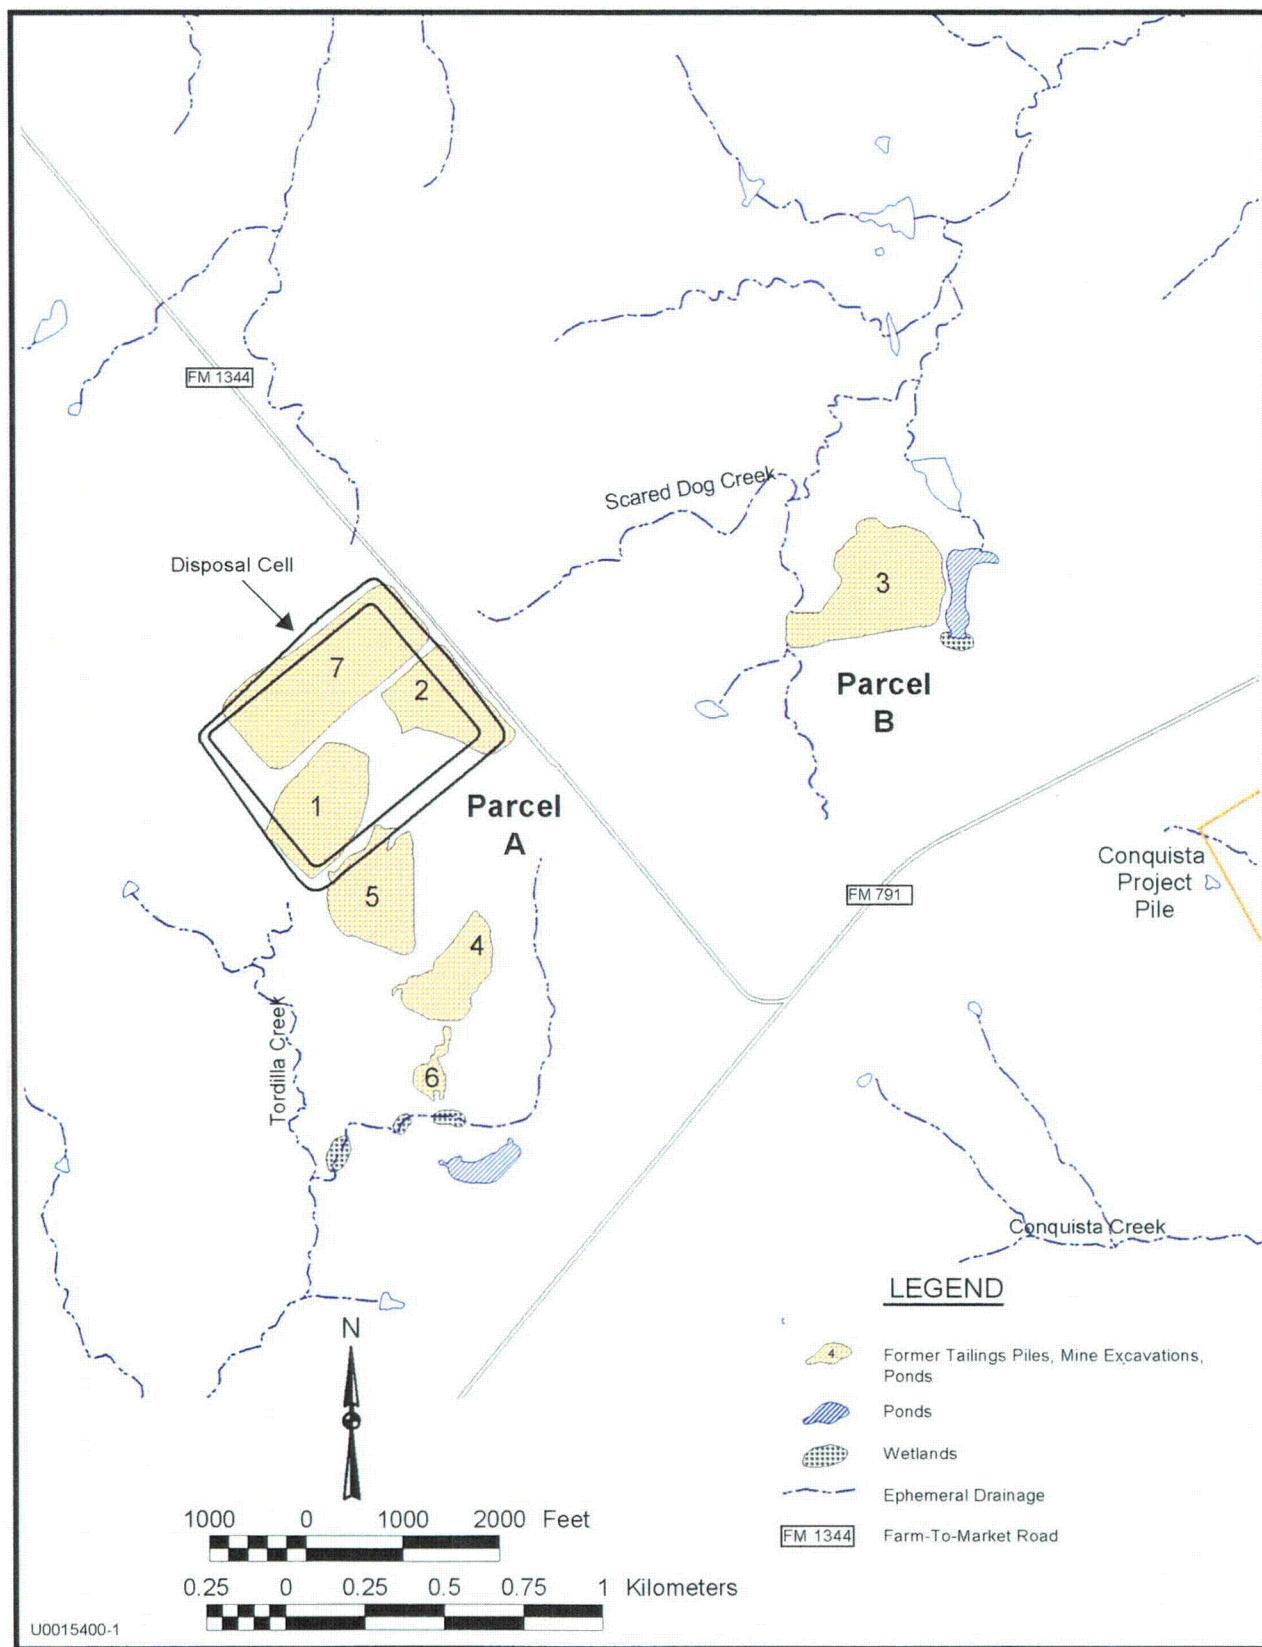 FM 1344
Scared Dog Creek
Disposal Cell
3
7
2
Parcel
B
1
Parcel
A
Conquista
Project
Pile
FM 791
5
4
Tordilla Creek
6
Conquista Creek
LEGEND
N
4 Former Tailings Piles, Mine Excavations,
Ponds
Ponds
Wetlands
Ephemeral Drainage
FM 1344 Farm-To-Market Road
1000 0 1000 2000 Feet
0.25 0 0.25 0.5 0.75 1 Kilometers
U0015400-1